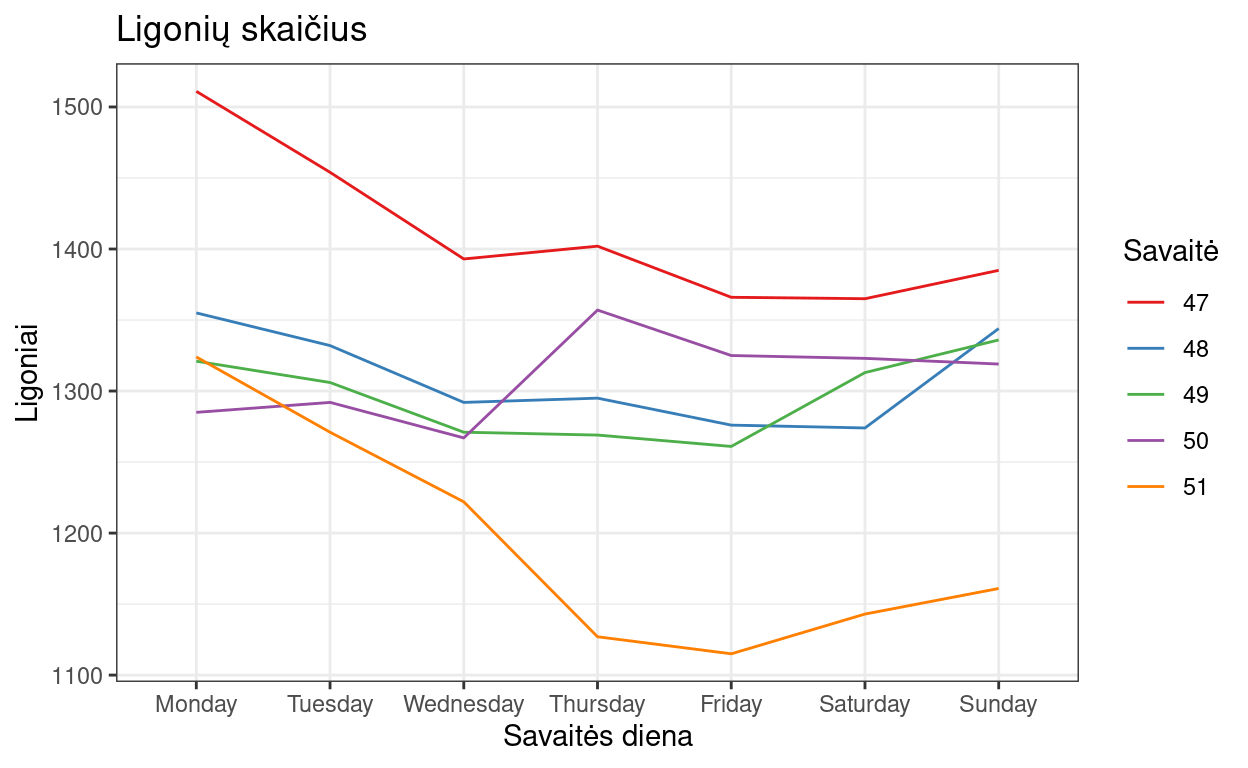 Ligonių skaičius
1500
1400
1300
1200
1100
Ligoniai
Monday Tuesday Wednesday Thursday Friday Saturday Sunday
Savaitės diena
Savaitė
47
48
49
50
51